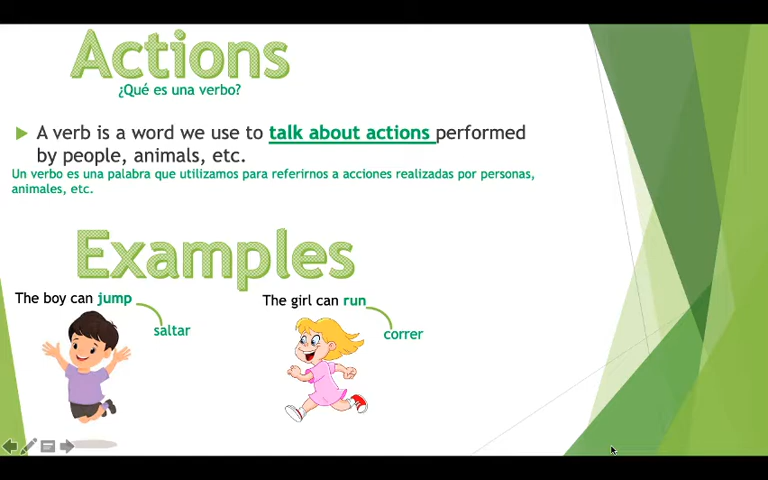 Actions
¿Qué es una verbo?
A verb is a word we use to talk about actions performed
by people, animals, etc.
Un verbo es una palabra que utilizamos para referirnos a acciones realizadas por personas,
animales, etc.
Examples
The boy can jump
saltar
The girl can run
correr